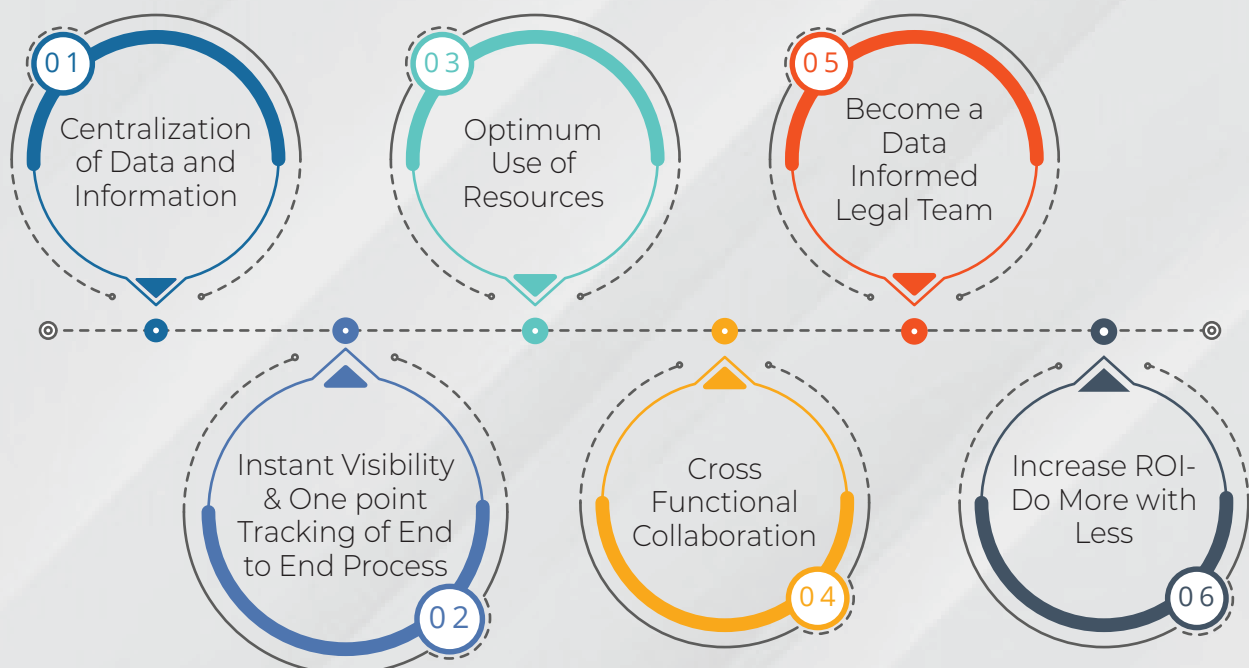 01
Centralization
of Data and
Information
02
Instant Visibility
& One point
Tracking of End
to End Process
03
Optimum
Use of
Resources
04
Cross
Functional
Collaboration
05
Become a
Data
Informed
Legal Team
06
Increase ROI-
Do More with
Less